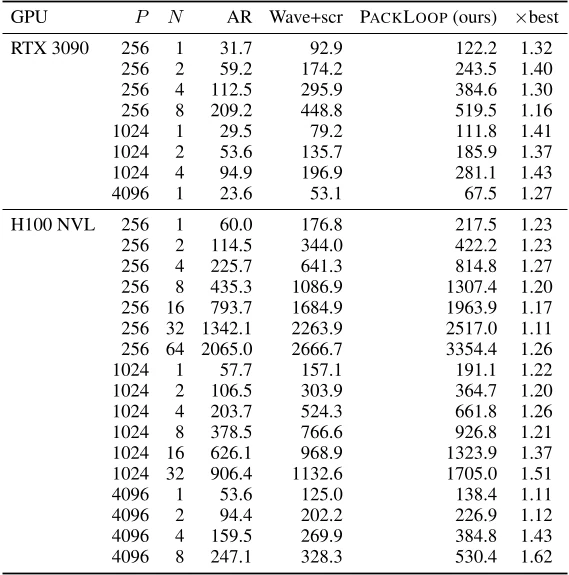 GPU P N AR Wave+scr PACKLOOP (ours) ×best
RTX 3090 256 1 31.7 92.9 122.2 1.32
256 2 59.2 174.2 243.5 1.40
256 4 112.5 295.9 384.6 1.30
256 8 209.2 448.8 519.5 1.16
1024 1 29.5 79.2 111.8 1.41
1024 2 53.6 135.7 185.9 1.37
1024 4 94.9 196.9 281.1 1.43
4096 1 23.6 53.1 67.5 1.27
H100 NVL 256 1 60.0 176.8 217.5 1.23
256 2 114.5 344.0 422.2 1.23
256 4 225.7 641.3 814.8 1.27
256 8 435.3 1086.9 1307.4 1.20
256 16 793.7 1684.9 1963.9 1.17
256 32 1342.1 2263.9 2517.0 1.11
256 64 2065.0 2666.7 3354.4 1.26
1024 1 57.7 157.1 191.1 1.22
1024 2 106.5 303.9 364.7 1.20
1024 4 203.7 524.3 661.8 1.26
1024 8 378.5 766.6 926.8 1.21
1024 16 626.1 968.9 1323.9 1.37
1024 32 906.4 1132.6 1705.0 1.51
4096 1 53.6 125.0 138.4 1.11
4096 2 94.4 202.2 226.9 1.12
4096 4 159.5 269.9 384.8 1.43
4096 8 247.1 328.3 530.4 1.62